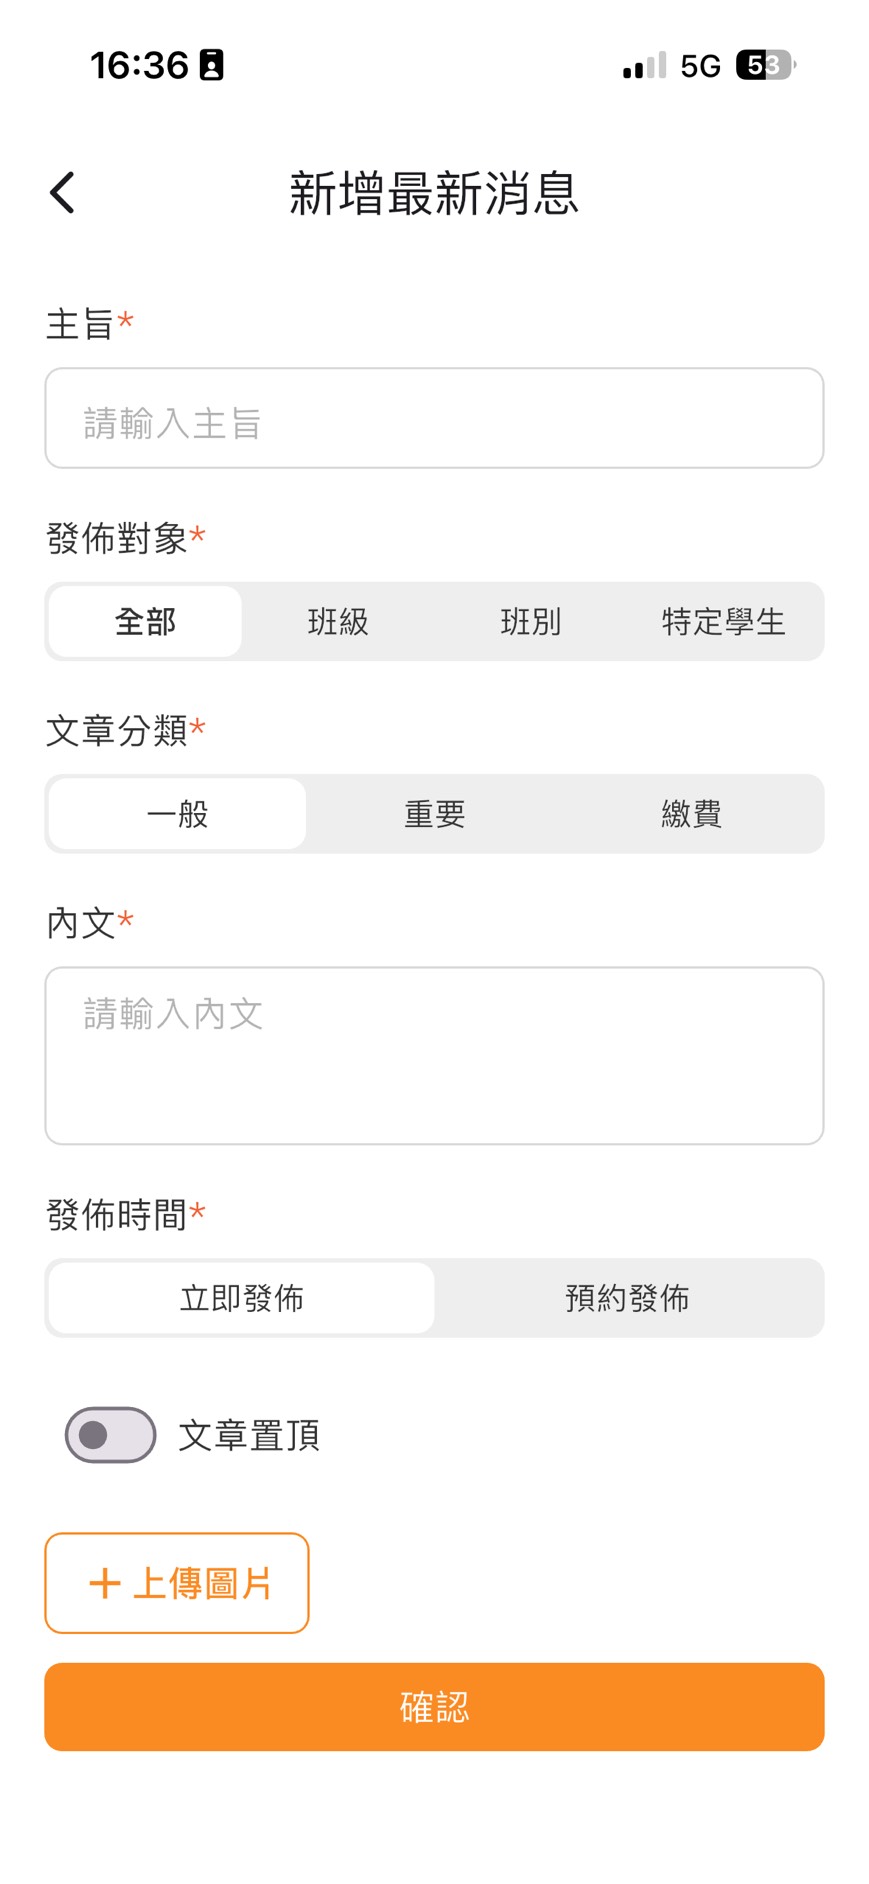 16:36 5G 53
新增最新消息
主旨*
請輸入主旨
發佈對象*
全部 班級 班別 特定學生
文章分類*
一般 重要 繳費
內文*
請輸入內文
發佈時間*
立即發佈 預約發佈
文章置頂
+ 上傳圖片
確認